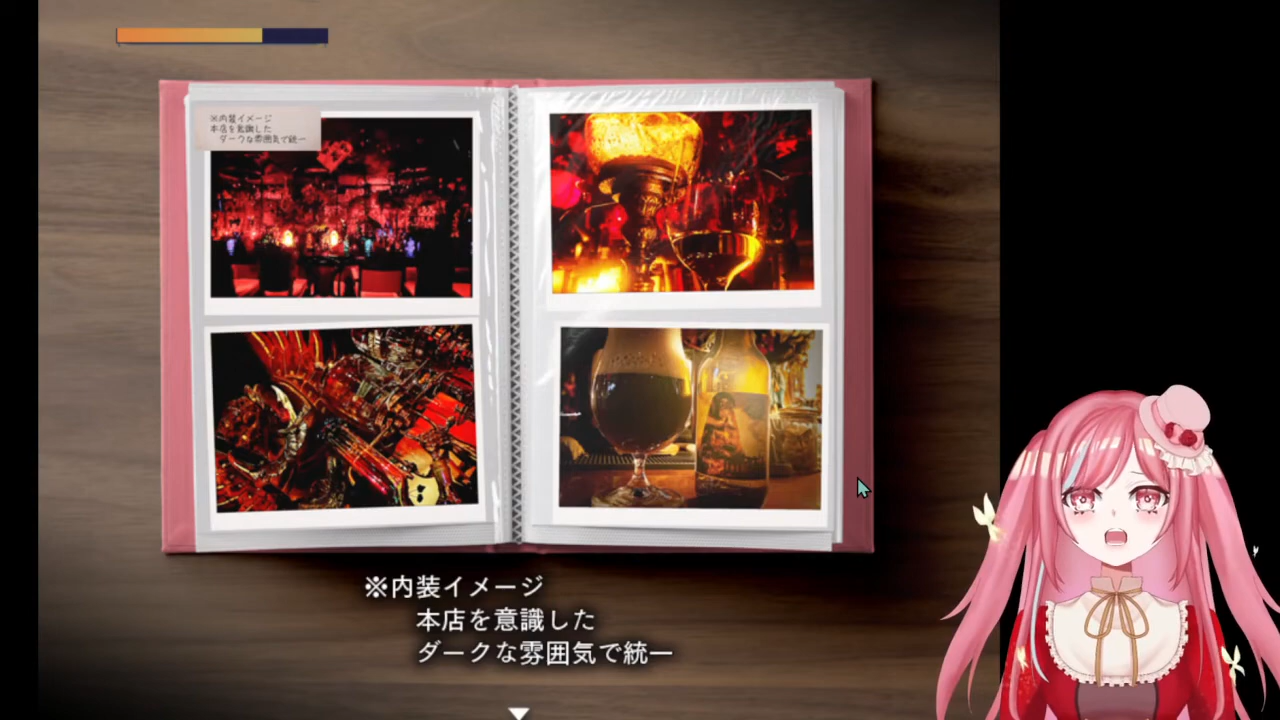 ※内装イメージ
本店を意識した
ダークな雰囲気で統一
※内装イメージ
本店を意識した
ダークな雰囲気で統一